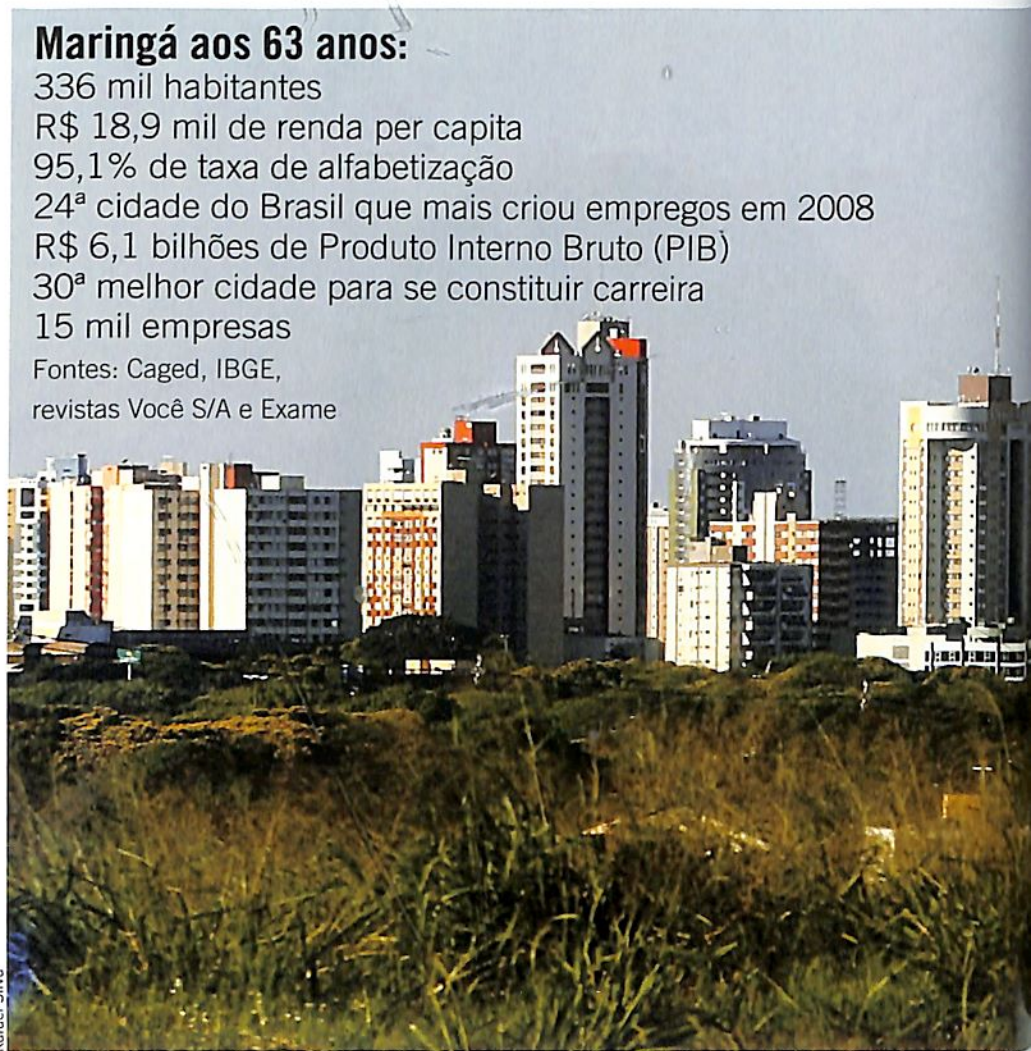 Maringá aos 63 anos:
336 mil habitantes
R$ 18,9 mil de renda per capita
95,1% de taxa de alfabetização
24ª cidade do Brasil que mais criou empregos em 2008
R$ 6,1 bilhões de Produto Interno Bruto (PIB)
30ª melhor cidade para se constituir carreira
15 mil empresas
Fontes: Caged, IBGE,
revistas Você S/A e Exame